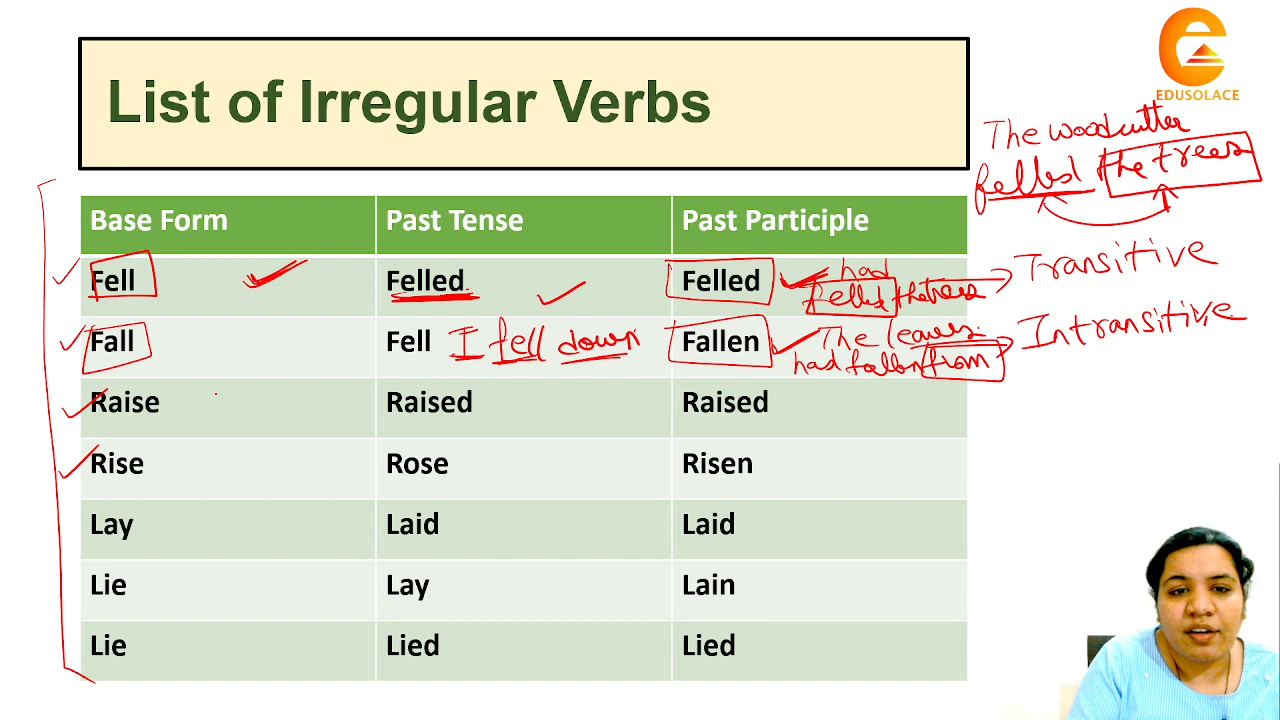 List of Irregular Verbs
EDUSOLACE
The woodcutter
felled the trees
Base Form Past Tense Past Participle
Fell Felled Felled had
felled the trees Transitive
Fall Fell I fell down Fallen The leaves
had fallen from Intransitive
Raise Raised Raised
Rise Rose Risen
Lay Laid Laid
Lie Lay Lain
Lie Lied Lied